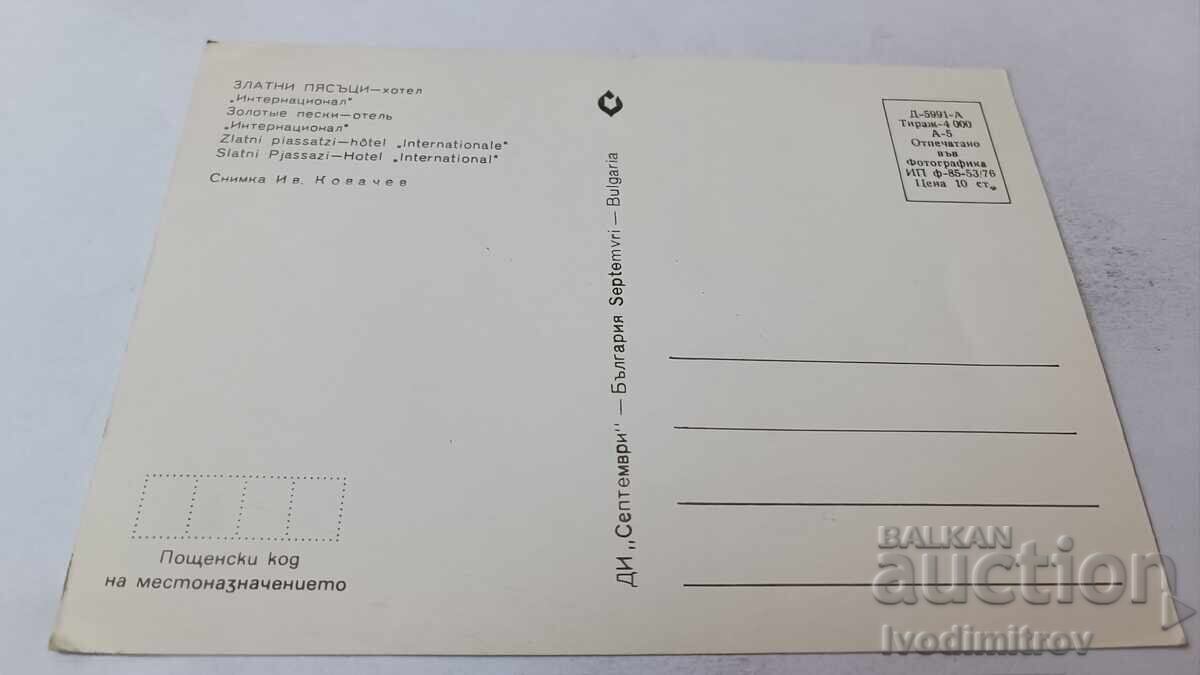 ЗЛАТНИ ПЯСЪЦИ—хотел
„Интернационал"
Золотые пески—отель
„Интернационал"
Zlatni piassatzi—hôtel „Internationale"
Slatni Pjassazi—Hotel „International"
Снимка Ив. Ковачев
ДИ „Септември" — България Septemvri — Bulgaria
Д-5991-А
Тираж-4 000
А-5
Отпечатано
във
Фотографика
ИП ф-85-53/76
Цена 10 ст.
Пощенски код
на местоназначението
BALKAN
auction
Ivodimitrov